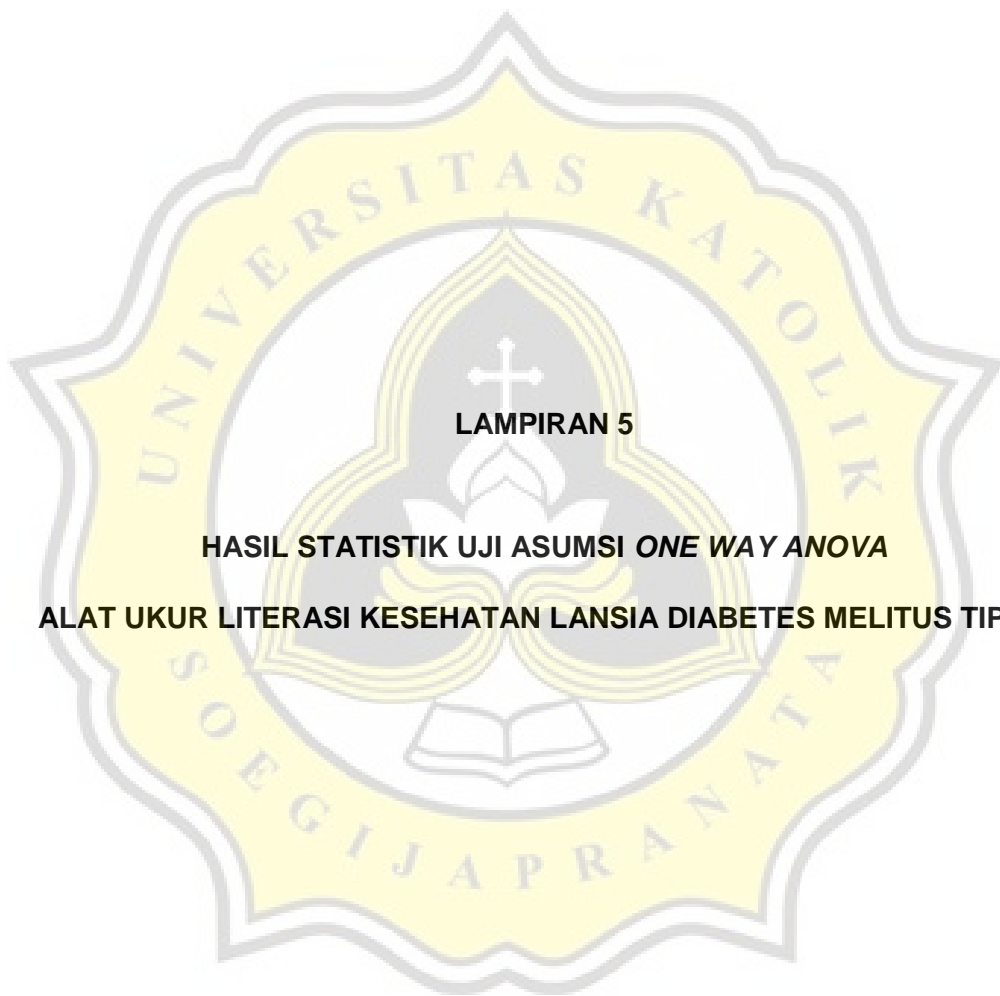 UNIVERSITAS KATOLIK
LAMPIRAN 5
HASIL STATISTIK UJI ASUMSI ONE WAY ANOVA
ALAT UKUR LITERASI KESEHATAN LANSIA DIABETES MELITUS TIP
SOEGIJAPRANATA